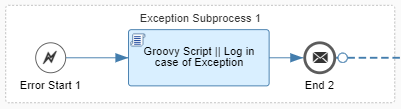 Exception Subprocess 1
Groovy Script || Log in
case of Exception
Error Start 1
End 2